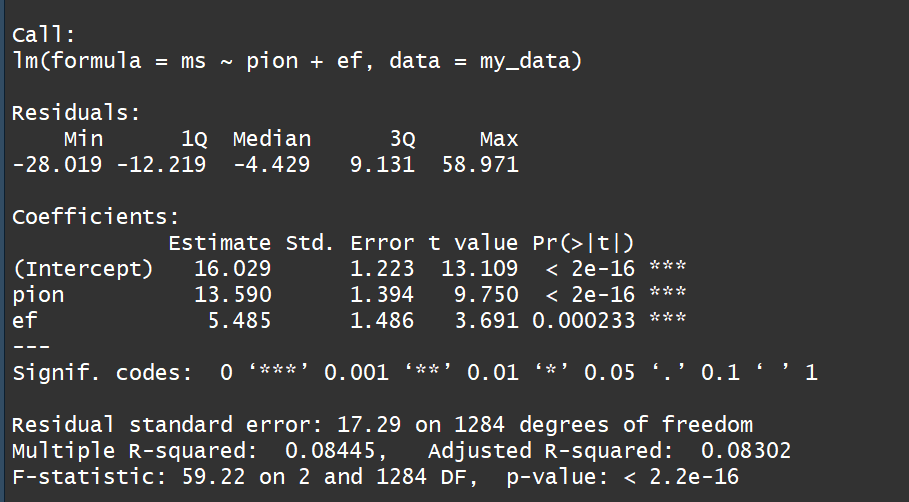 Call:
lm(formula = ms ~ pion + ef, data = my_data)
Residuals:
    Min      1Q  Median      3Q     Max
-28.019 -12.219  -4.429   9.131  58.971
Coefficients:
            Estimate Std. Error t value Pr(>|t|)
(Intercept)   16.029      1.223  13.109  < 2e-16 ***
pion          13.590      1.394   9.750  < 2e-16 ***
ef             5.485      1.486   3.691 0.000233 ***
---
Signif. codes:  0 ‘***’ 0.001 ‘**’ 0.01 ‘*’ 0.05 ‘.’ 0.1 ‘ ’ 1
Residual standard error: 17.29 on 1284 degrees of freedom
Multiple R-squared:  0.08445,   Adjusted R-squared:  0.08302
F-statistic: 59.22 on 2 and 1284 DF,  p-value: < 2.2e-16